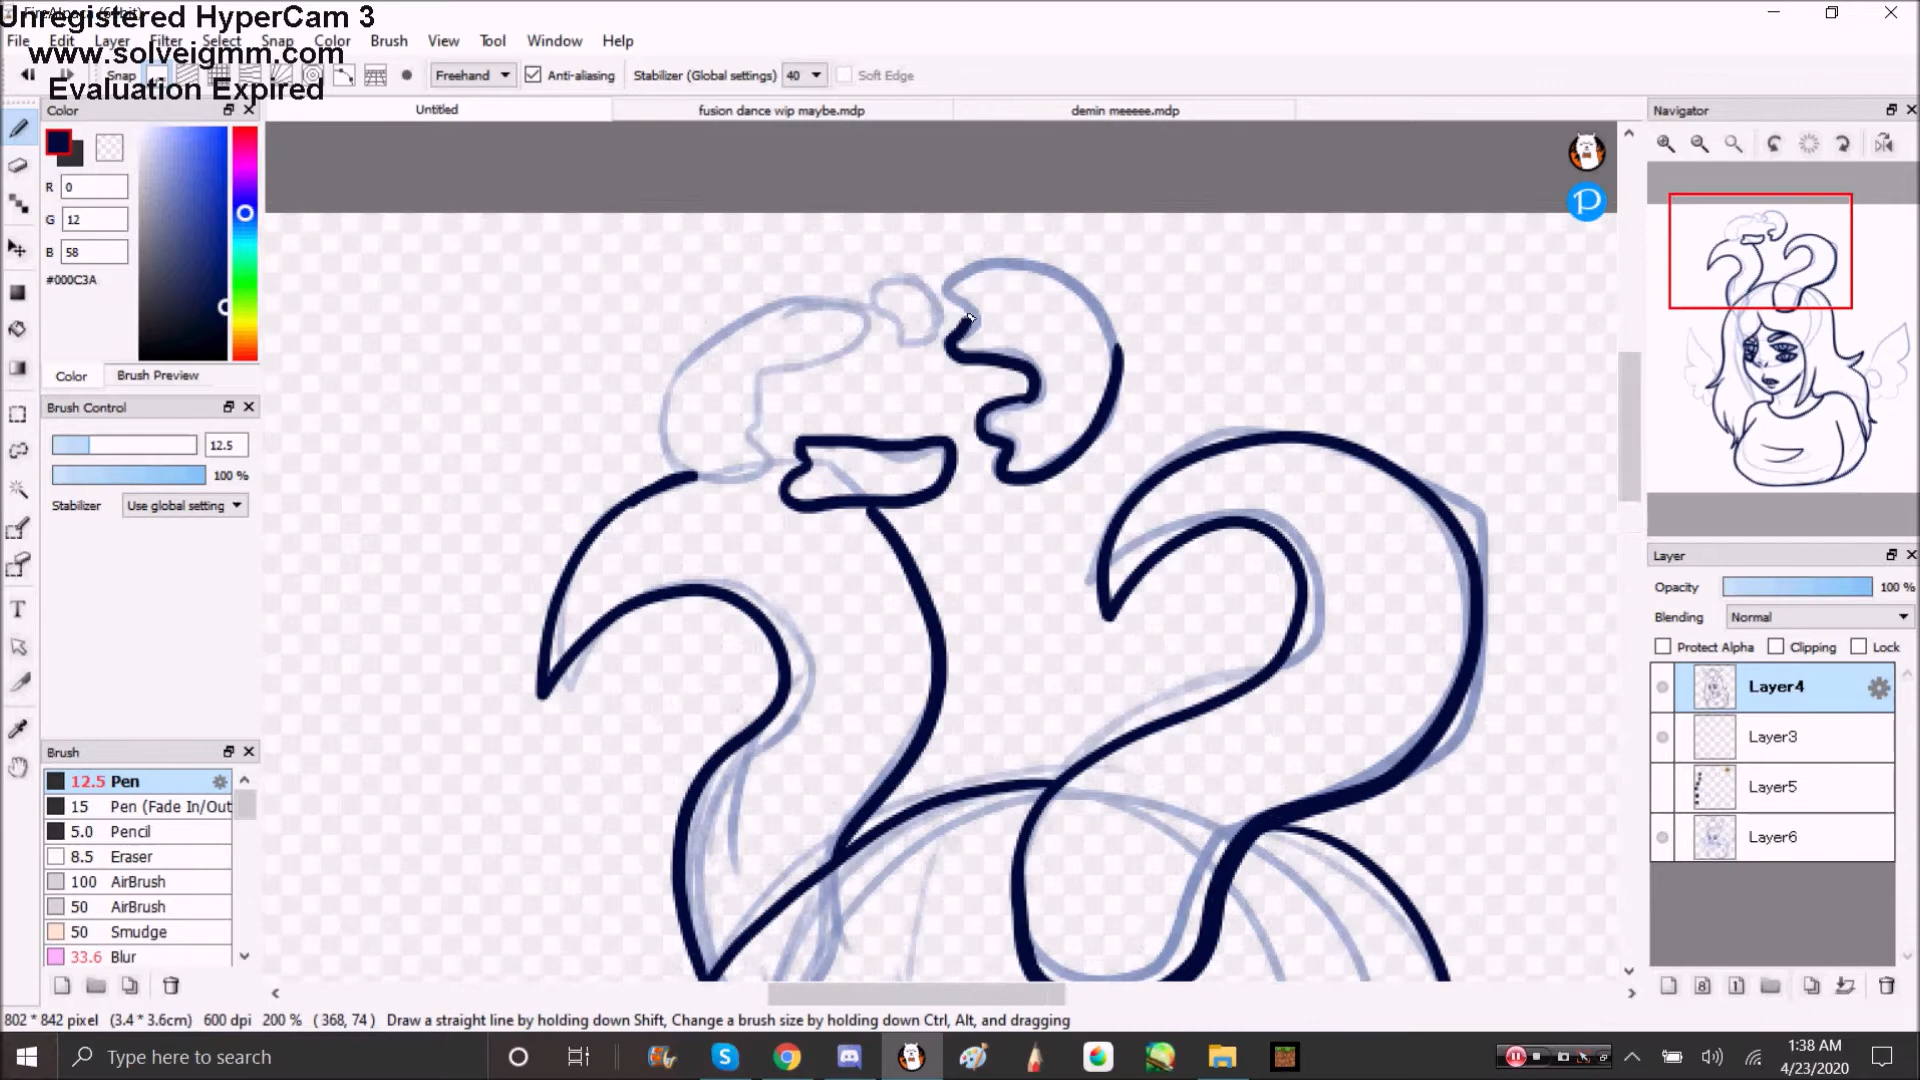 Unregistered HyperCam 3
www.solveigmm.com
Evaluation Expired
File Edit Layer Filter Select Snap Color Brush View Tool Window Help
Snap
Freehand
Anti-aliasing
Stabilizer (Global settings)
40
Soft Edge
Color
Untitled
fusion dance wip maybe.mdp
demin meeeee.mdp
Navigator
R 0
G 12
B 58
#000C3A
Color
Brush Preview
Brush Control
12.5
100 %
Stabilizer
Use global setting
Brush
12.5 Pen
15 Pen (Fade In/Out
5.0 Pencil
8.5 Eraser
100 AirBrush
50 AirBrush
50 Smudge
33.6 Blur
Layer
Opacity
100 %
Blending
Normal
Protect Alpha
Clipping
Lock
Layer4
Layer3
Layer5
Layer6
802 * 842 pixel (3.4 * 3.6cm) 600 dpi 200 % ( 368, 74 ) Draw a straight line by holding down Shift, Change a brush size by holding down Ctrl, Alt, and dragging
Type here to search
1:38 AM
4/23/2020